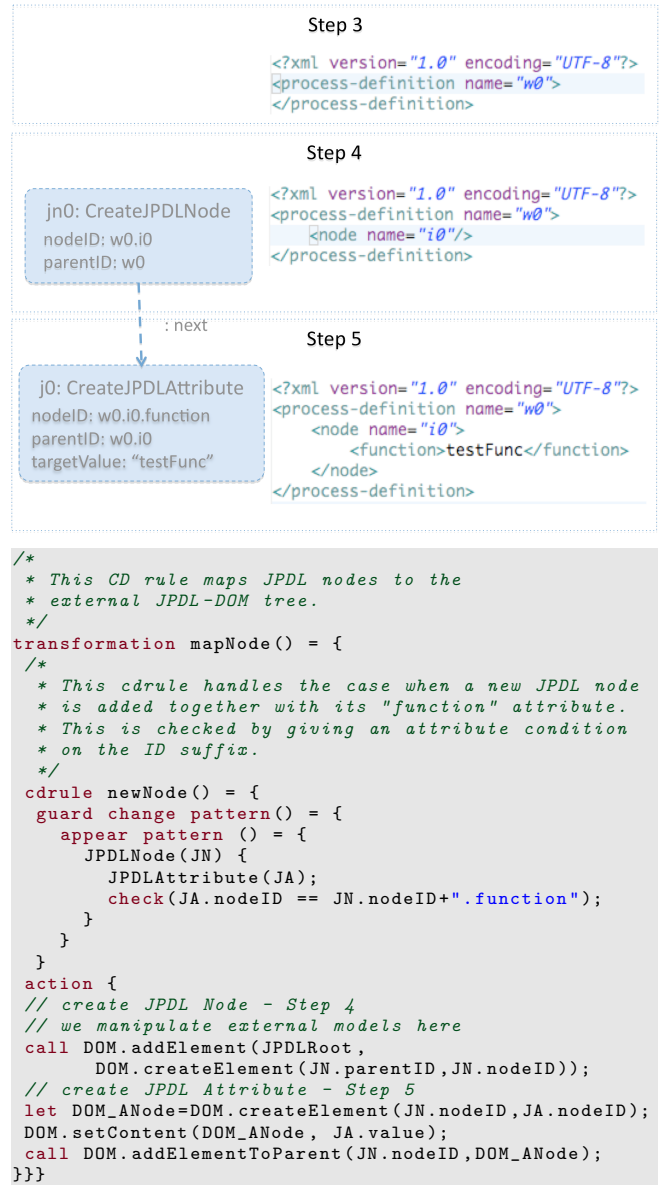 Step 3
<?xml version="1.0" encoding="UTF-8"?>
<process-definition name="w0">
</process-definition>
Step 4
jn0: CreateJPDLNode
nodeID: w0.i0
parentID: w0
<?xml version="1.0" encoding="UTF-8"?>
<process-definition name="w0">
<node name="i0"/>
</process-definition>
: next
Step 5
j0: CreateJPDLAttribute
nodeID: w0.i0.function
parentID: w0.i0
targetValue: “testFunc”
<?xml version="1.0" encoding="UTF-8"?>
<process-definition name="w0">
<node name="i0">
<function>testFunc</function>
</node>
</process-definition>
/*
* This CD rule maps JPDL nodes to the
* external JPDL-DOM tree.
*/
transformation mapNode() = {
/*
* This cdrule handles the case when a new JPDL node
* is added together with its "function" attribute.
* This is checked by giving an attribute condition
* on the ID suffix.
*/
cdrule newNode() = {
guard change pattern() = {
appear pattern () = {
JPDLNode(JN) {
JPDLAttribute(JA);
check(JA.nodeID == JN.nodeID+".function");
}
}
}
action {
// create JPDL Node - Step 4
// we manipulate external models here
call DOM.addElement(JPDLRoot,
DOM.createElement(JN.parentID,JN.nodeID));
// create JPDL Attribute - Step 5
let DOM_ANode=DOM.createElement(JN.nodeID,JA.nodeID);
DOM.setContent(DOM_ANode, JA.value);
call DOM.addElementToParent(JN.nodeID,DOM_ANode);
}}}